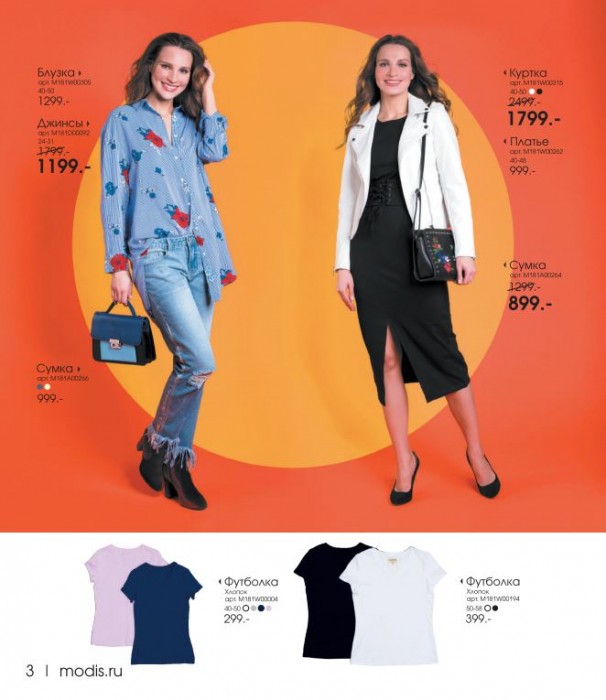 Блузка
арт. M181W00305
40-50
1299.-
Джинсы
арт. M181D00092
24-31
1799.-
1199.-
Сумка
арт. M181A00266
999.-
Куртка
арт. M181W00315
40-50
2499.-
1799.-
Платье
арт. M181W00262
40-48
999.-
Сумка
арт. M181A00264
1299.-
899.-
Футболка
Хлопок
арт. M181W00004
40-50
299.-
Футболка
Хлопок
арт. M181W00194
50-58
399.-
3 | modis.ru